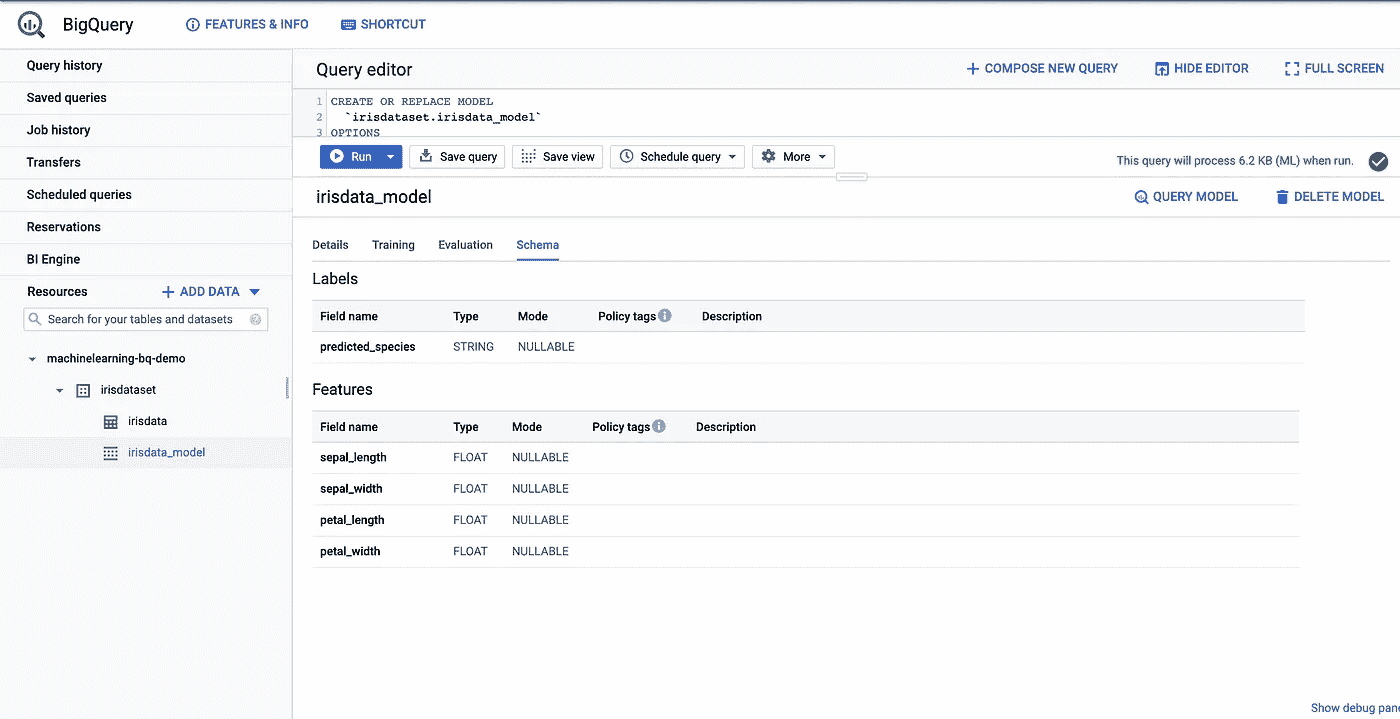 BigQuery
FEATURES & INFO
SHORTCUT
Query history
Saved queries
Job history
Transfers
Scheduled queries
Reservations
BI Engine
Resources
ADD DATA
Search for your tables and datasets
machinelearning-bq-demo
irisdataset
irisdata
irisdata_model
Query editor
COMPOSE NEW QUERY
HIDE EDITOR
FULL SCREEN
1 CREATE OR REPLACE MODEL
2 `irisdataset.irisdata_model`
3 OPTIONS
Run
Save query
Save view
Schedule query
More
This query will process 6.2 KB (ML) when run.
irisdata_model
QUERY MODEL
DELETE MODEL
Details Training Evaluation Schema
Labels
Field name Type Mode Policy tags Description
predicted_species STRING NULLABLE
Features
Field name Type Mode Policy tags Description
sepal_length FLOAT NULLABLE
sepal_width FLOAT NULLABLE
petal_length FLOAT NULLABLE
petal_width FLOAT NULLABLE
Show debug pane